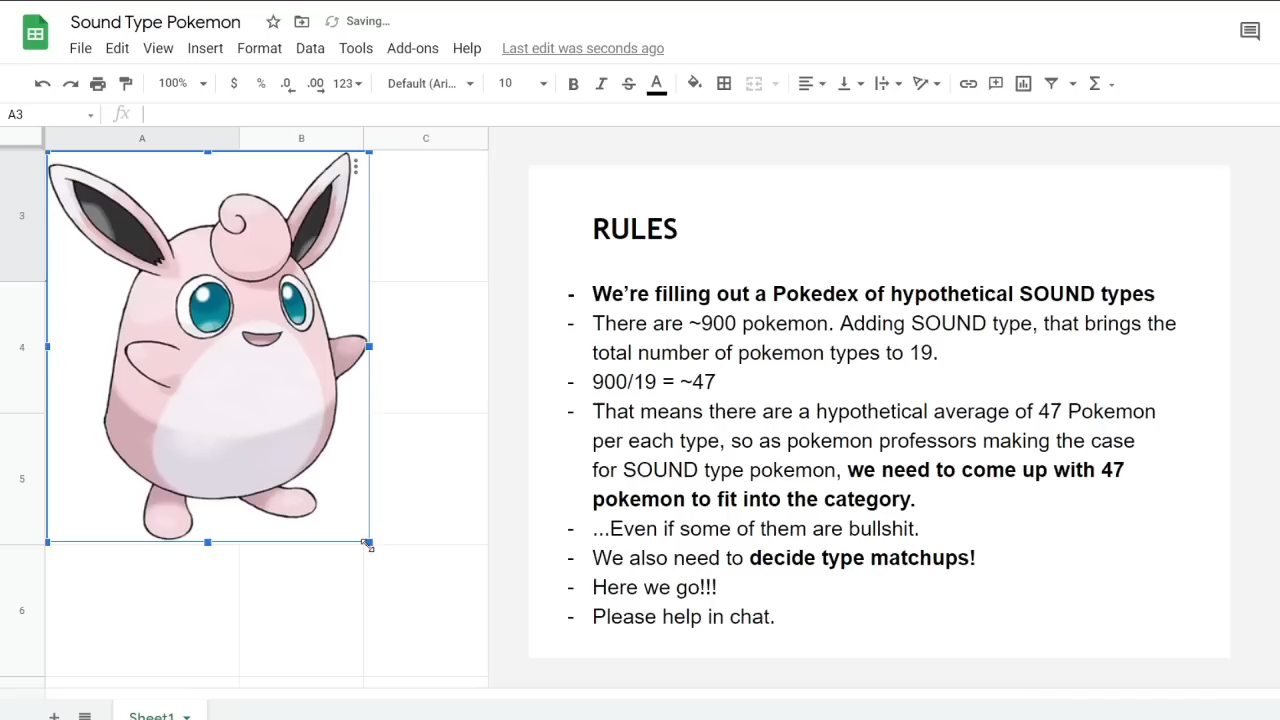 Sound Type Pokemon Saving...
File Edit View Insert Format Data Tools Add-ons Help Last edit was seconds ago
100% $ % .0 .00 123 Default (Ari... 10 B I S A
A3 fx
A B C
3
4
5
6
RULES
- We're filling out a Pokedex of hypothetical SOUND types
- There are ~900 pokemon. Adding SOUND type, that brings the
total number of pokemon types to 19.
- 900/19 = ~47
- That means there are a hypothetical average of 47 Pokemon
per each type, so as pokemon professors making the case
for SOUND type pokemon, we need to come up with 47
pokemon to fit into the category.
- ...Even if some of them are bullshit.
- We also need to decide type matchups!
- Here we go!!!
- Please help in chat.
Sheet1